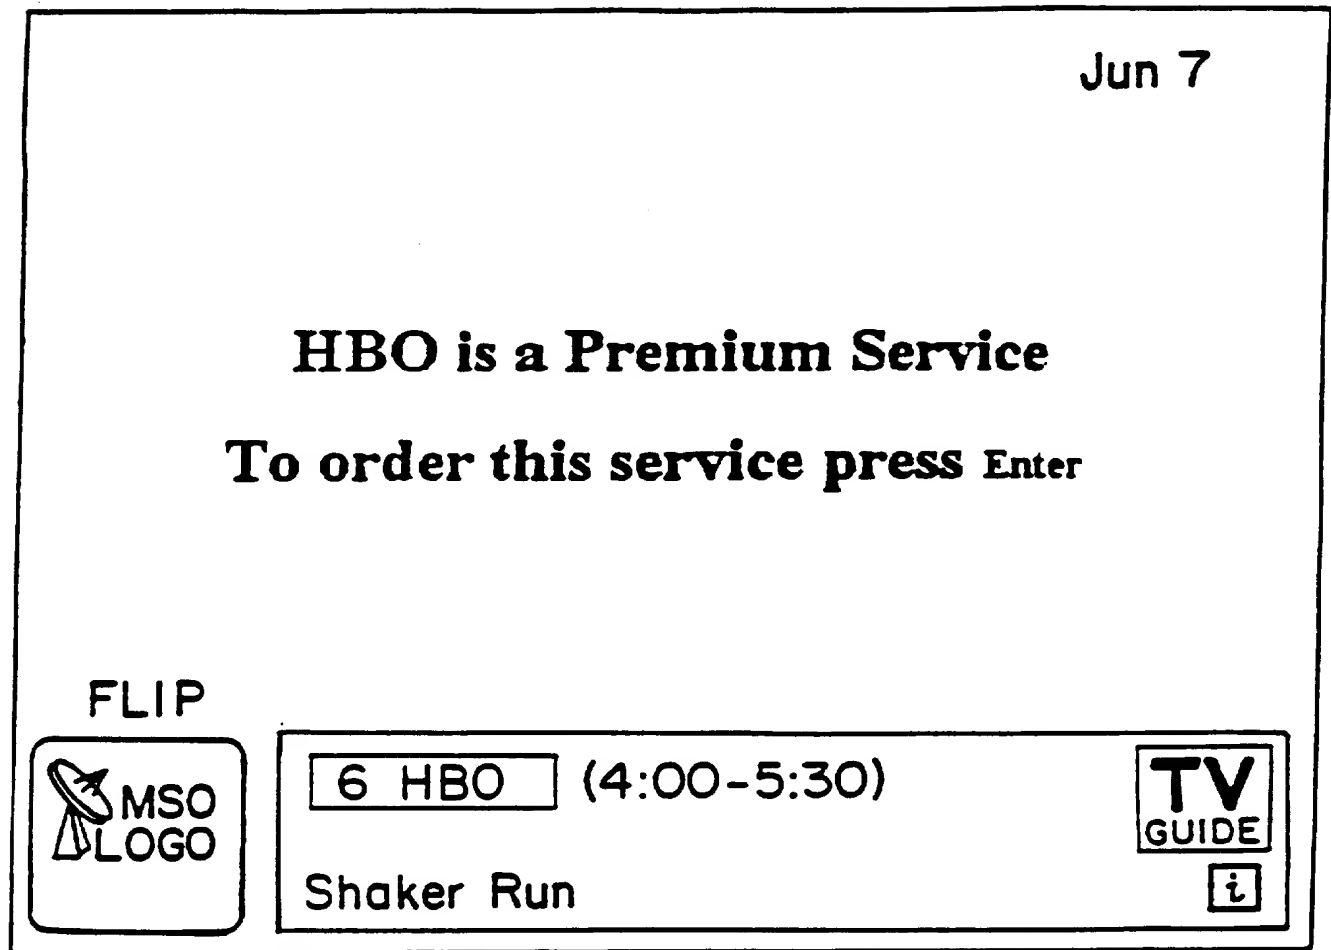 Jun 7
HBO is a Premium Service
To order this service press Enter
FLIP
MSO
LOGO
6 HBO (4:00-5:30)
Shaker Run
TV
GUIDE
i